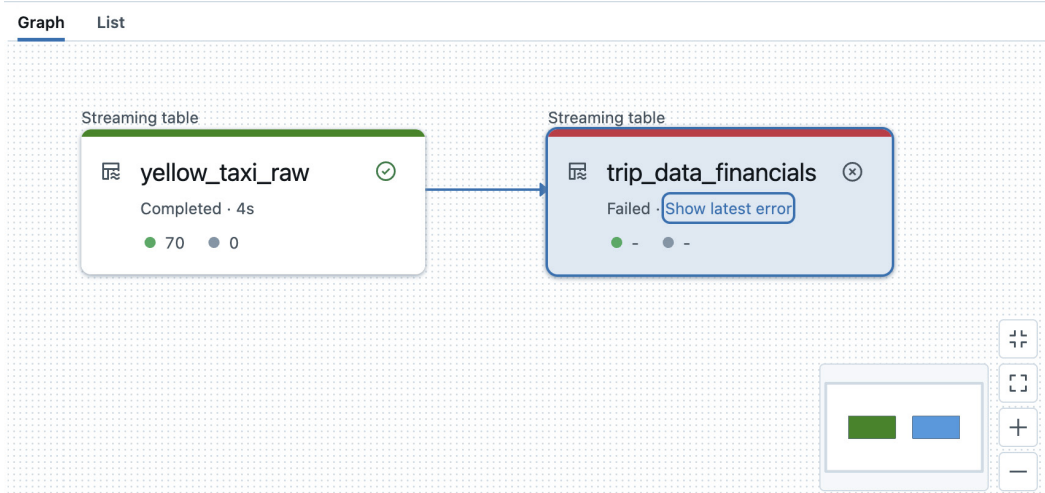 Graph List
Streaming table
yellow_taxi_raw
Completed · 4s
70 0
Streaming table
trip_data_financials
Failed · Show latest error
- -